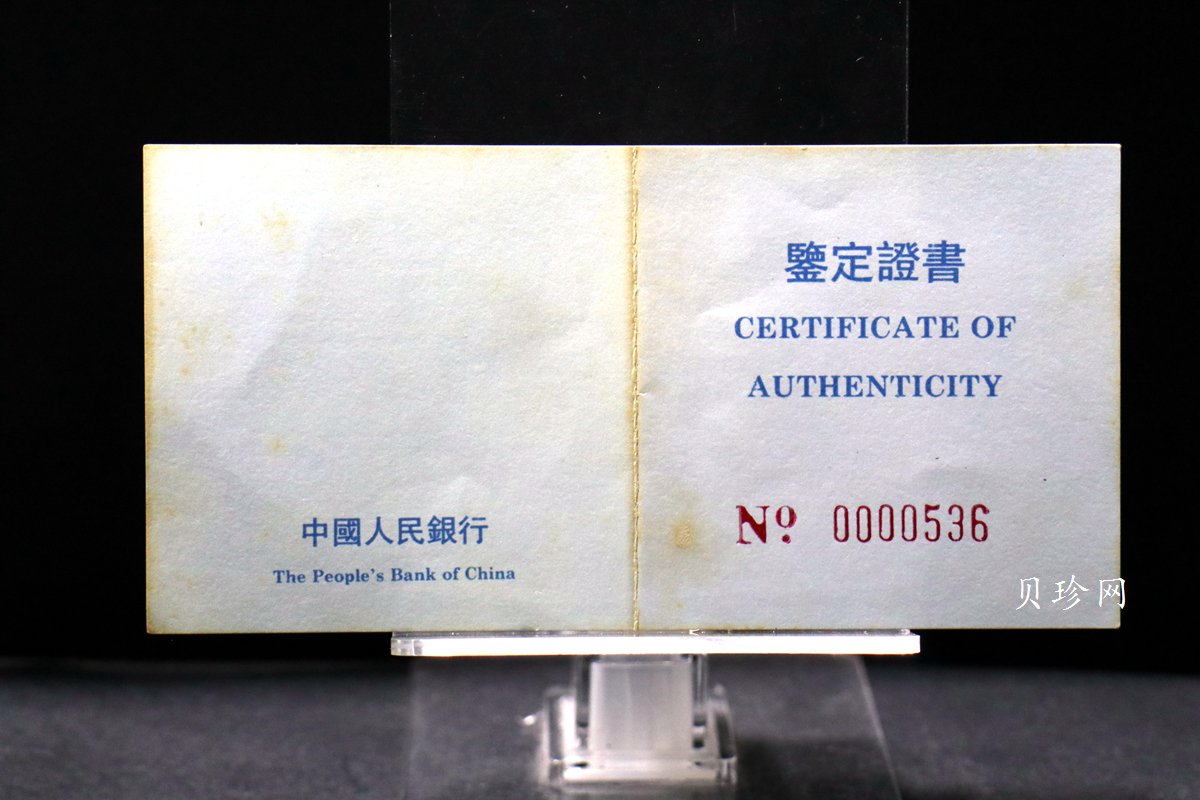 中國人民銀行
The People's Bank of China
鑒定證書
CERTIFICATE OF
AUTHENTICITY
Nº. 0000536
贝珍网